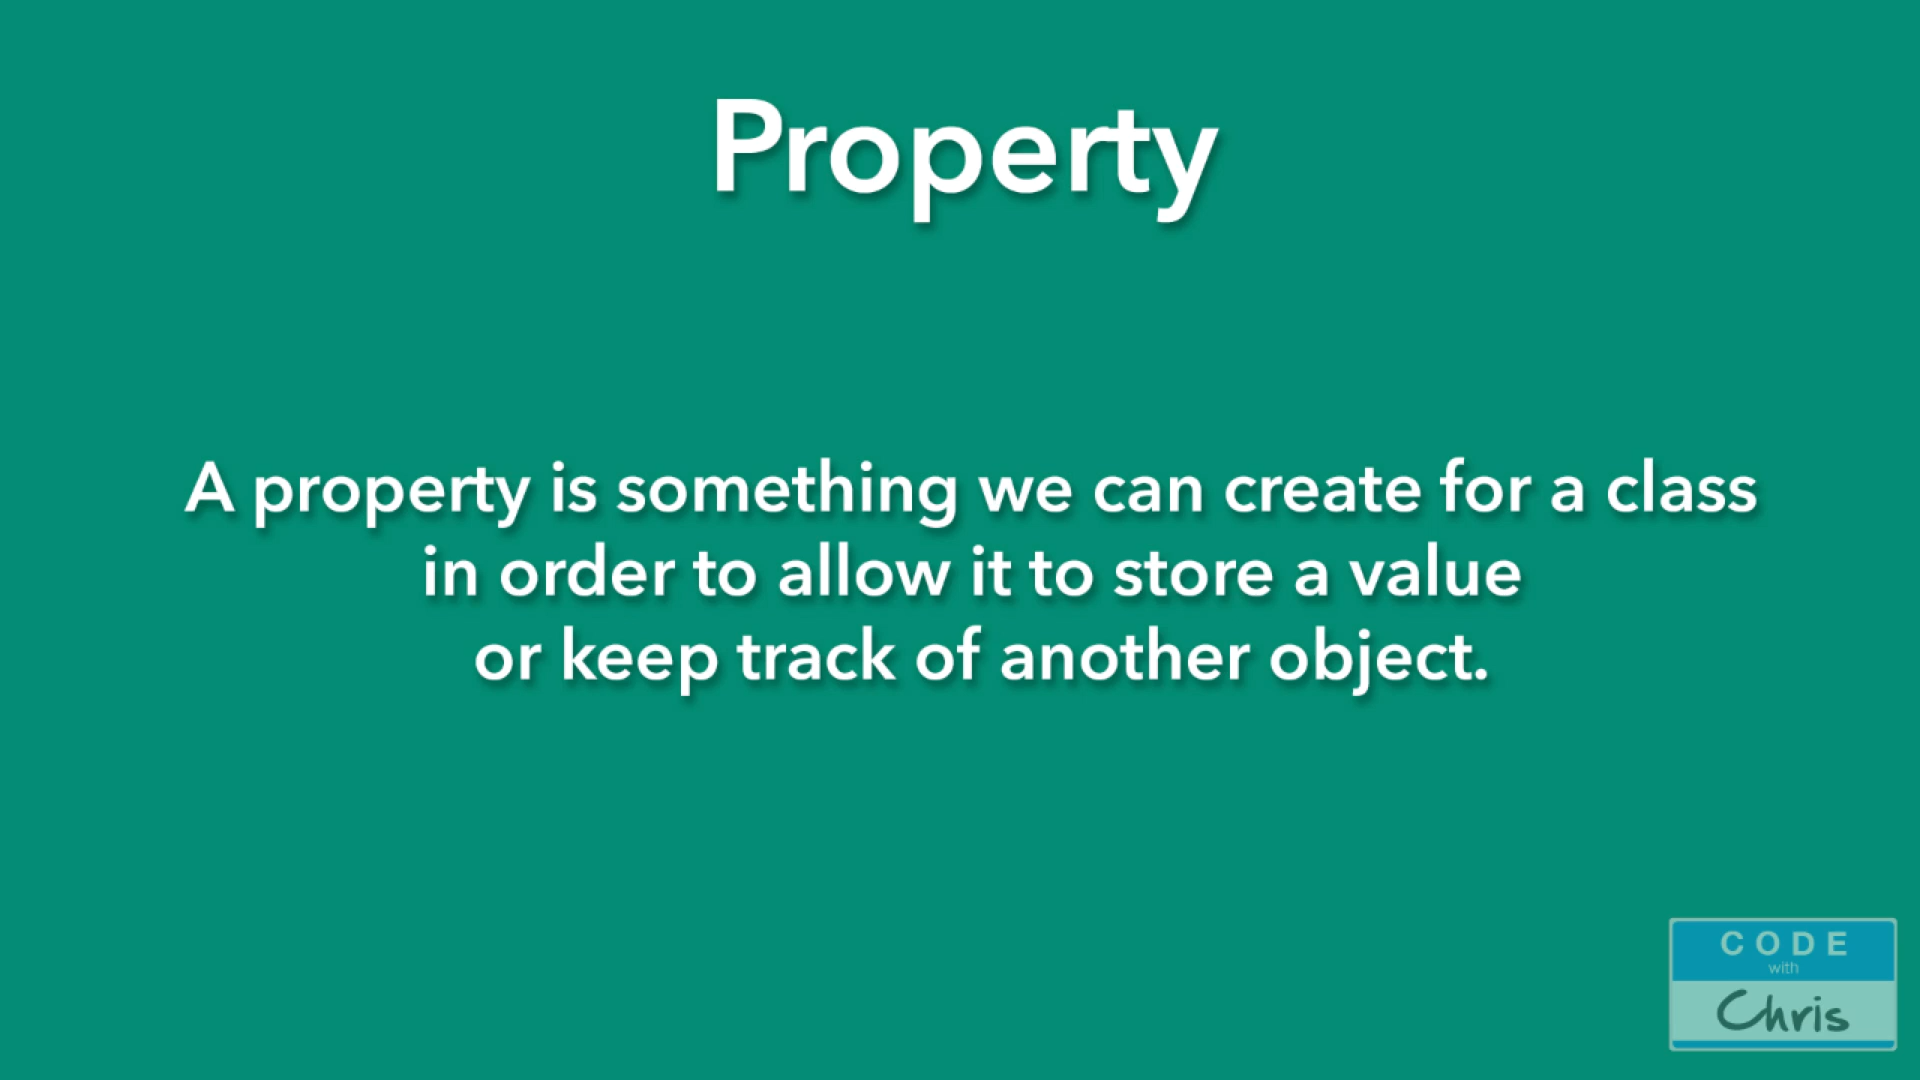 Property
A property is something we can create for a class
in order to allow it to store a value
or keep track of another object.
CODE
with
Chris